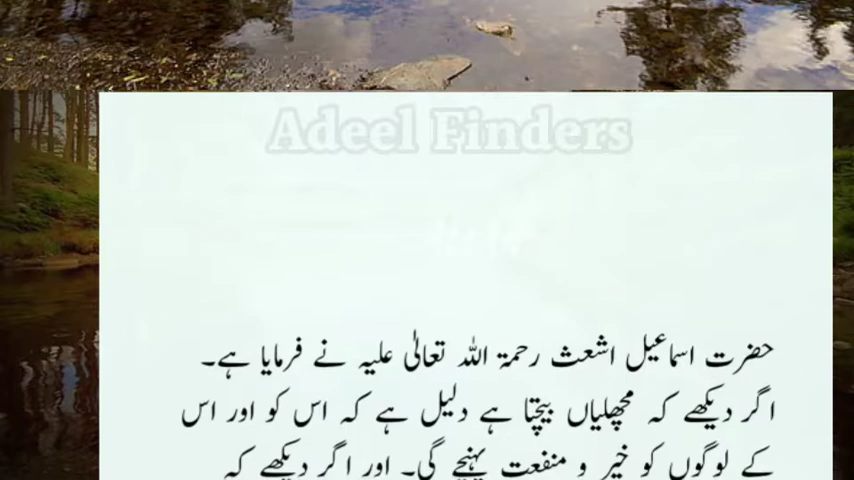 Adeel Finders
حضرت اسماعیل اشعث رحمۃ اللہ تعالیٰ علیہ نے فرمایا ہے۔
اگر دیکھے کہ مچھلیاں بیچتا ہے دلیل ہے کہ اس کو اور اس
کے لوگوں کو خیر و منفعت پہنچے گی۔ اور اگر دیکھے کہ